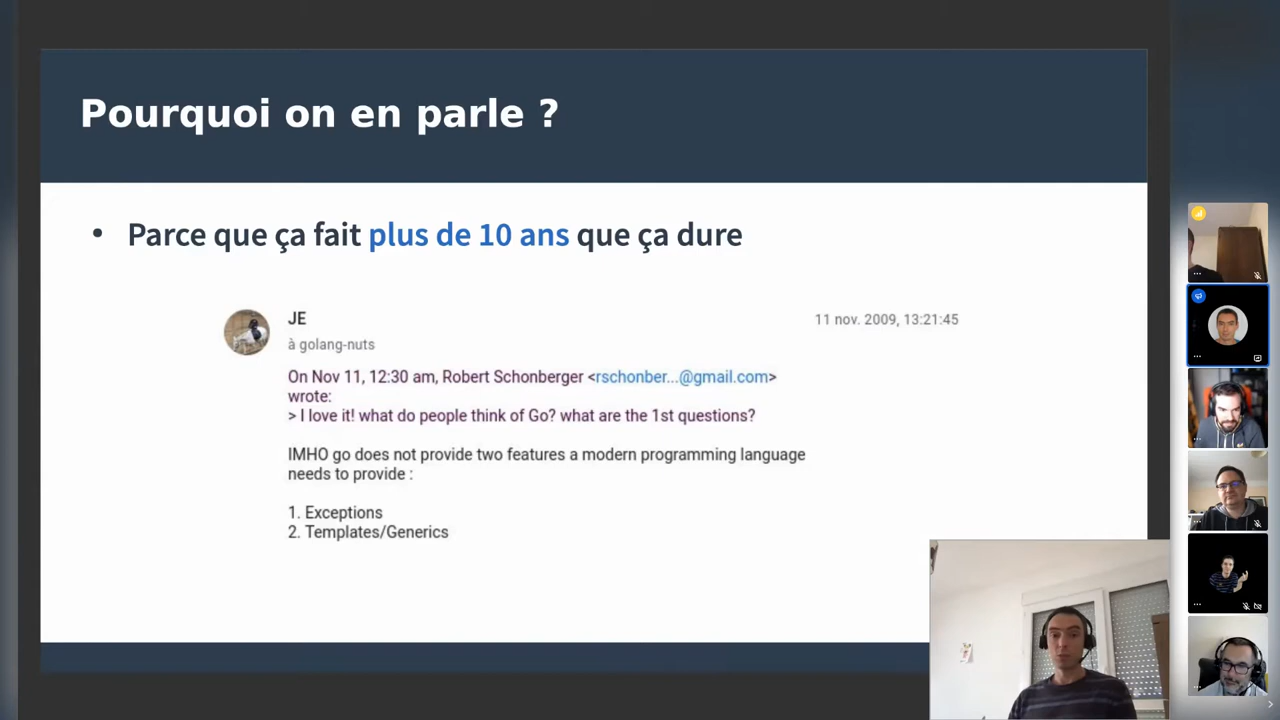 Pourquoi on en parle ?
• Parce que ça fait plus de 10 ans que ça dure
JE
11 nov. 2009, 13:21:45
à golang-nuts
On Nov 11, 12:30 am, Robert Schonberger <rschonber...@gmail.com>
wrote:
> I love it! what do people think of Go? what are the 1st questions?
IMHO go does not provide two features a modern programming language
needs to provide :
1. Exceptions
2. Templates/Generics